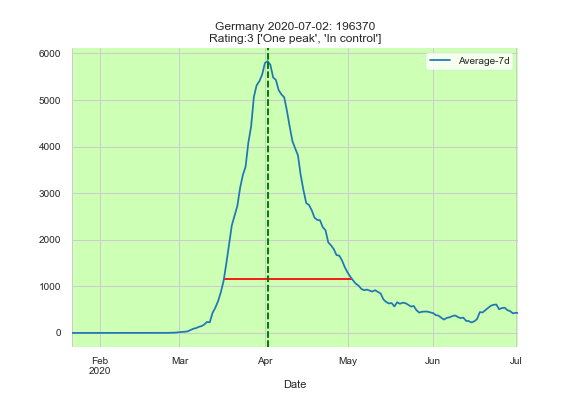 Germany 2020-07-02: 196370
Rating:3 ['One peak', 'In control']
Average-7d
6000
5000
4000
3000
2000
1000
0
Feb
2020
Mar
Apr
May
Jun
Jul
Date